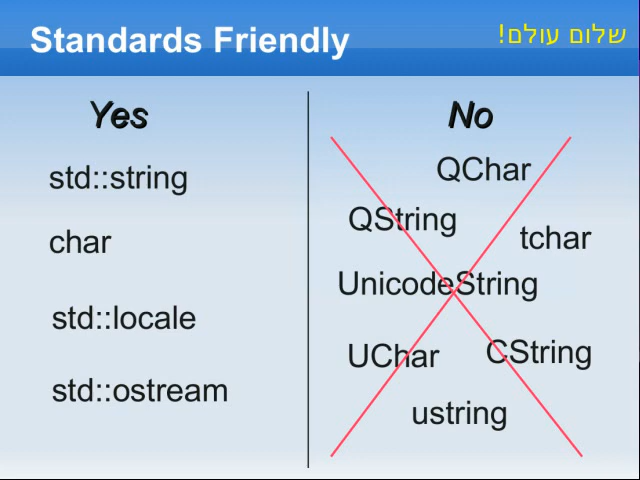 Standards Friendly
שלום עולם!
Yes
std::string
char
std::locale
std::ostream
No
QChar
QString
tchar
UnicodeString
UChar
CString
ustring